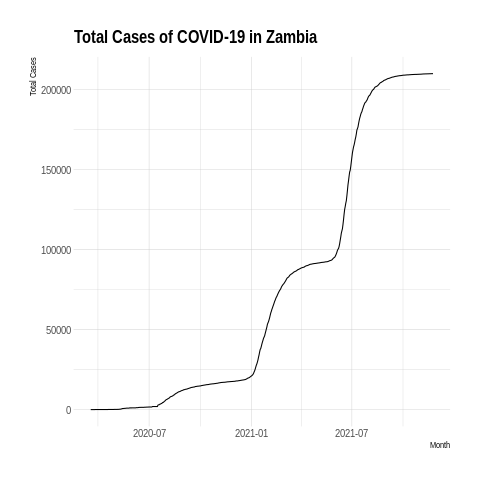 Total Cases of COVID-19 in Zambia
Total Cases
200000
150000
100000
50000
0
2020-07 2021-01 2021-07
Month